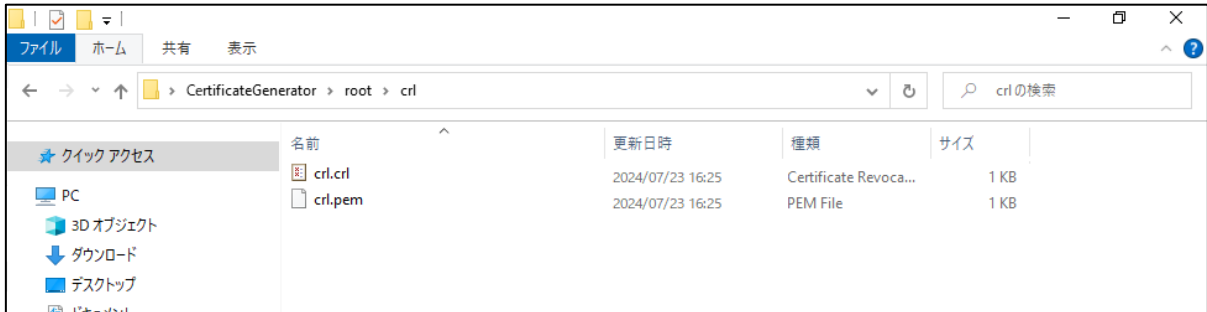 ファイル ホーム 共有 表示
CertificateGenerator › root › crl
crlの検索
クイック アクセス
PC
3D オブジェクト
ダウンロード
デスクトップ
名前 更新日時 種類 サイズ
crl.crl 2024/07/23 16:25 Certificate Revoca... 1 KB
crl.pem 2024/07/23 16:25 PEM File 1 KB